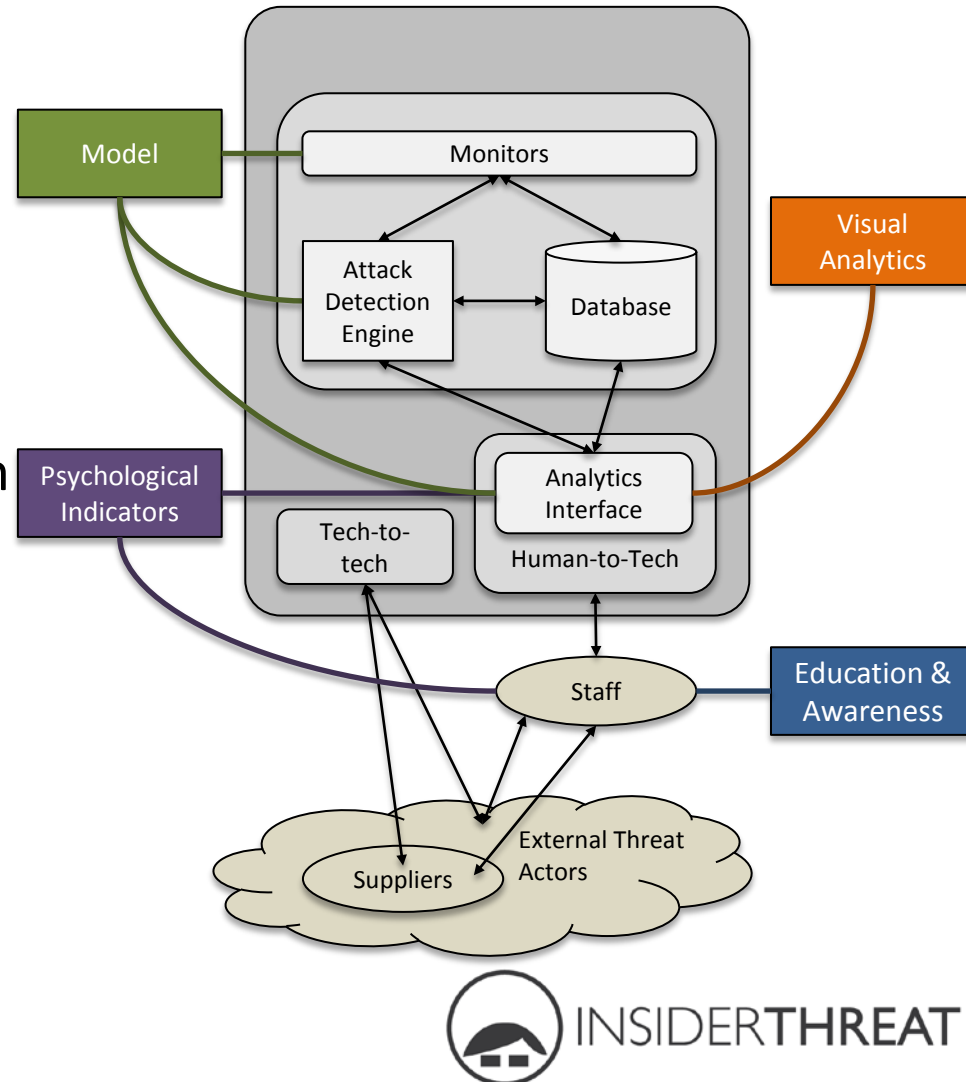 Model
Monitors
Visual
Analytics
Attack
Detection
Engine
Database
n
Psychological
Indicators
Analytics
Interface
Tech-to-
tech
Human-to-Tech
Staff
Education &
Awareness
External Threat
Actors
Suppliers
INSIDERTHREAT